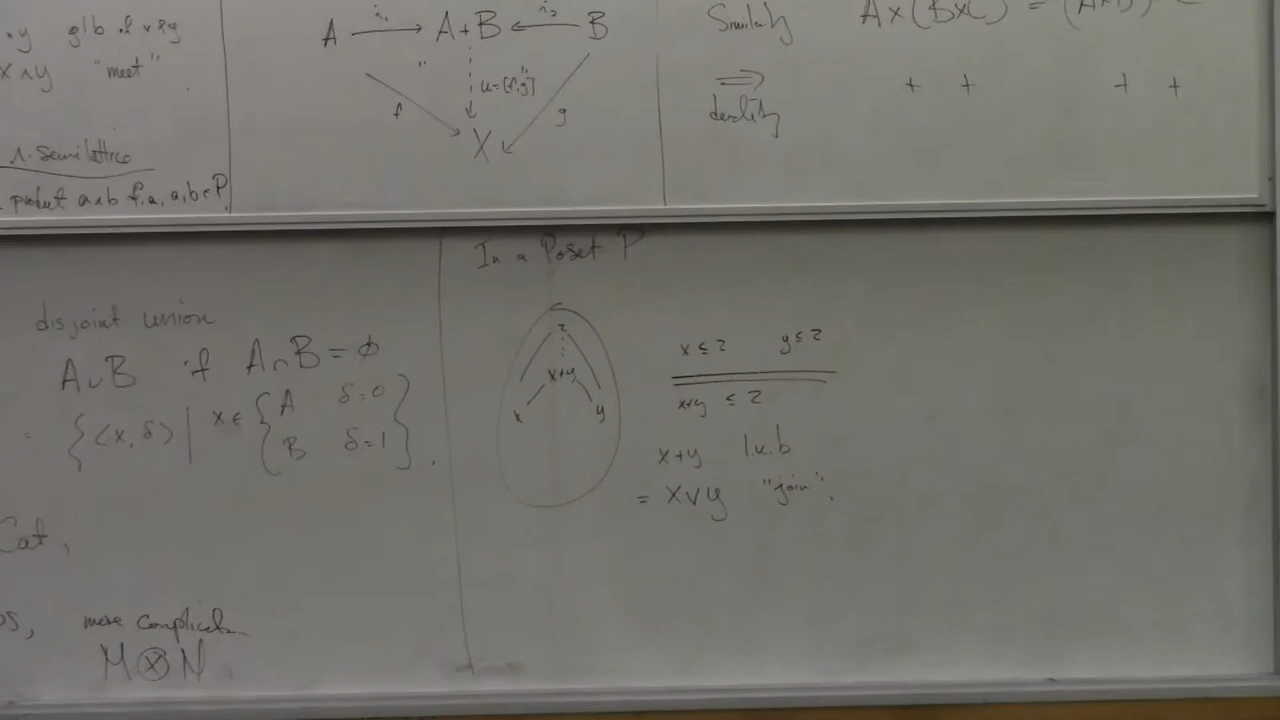 x·y glb of x & y
x∧y "meet"
∧. Semilattice
product a∧b f.a. a,b ∈ P.
A i₁ A+B i₂ B
u=[f,g]
f g
X
Similarly A×(B×C) ≅ (A×B)×C
⟹ + + + +
duality
disjoint union
A∪B if A∩B = ∅
= {<x,δ> | x∈ { A δ=0
B δ=1 }.
Cat,
more complicated
M⊗N.
In a Poset P
z
x+y
x y
x≤z y≤z
x+y ≤ z
x+y l.u.b
= x∨y "join".